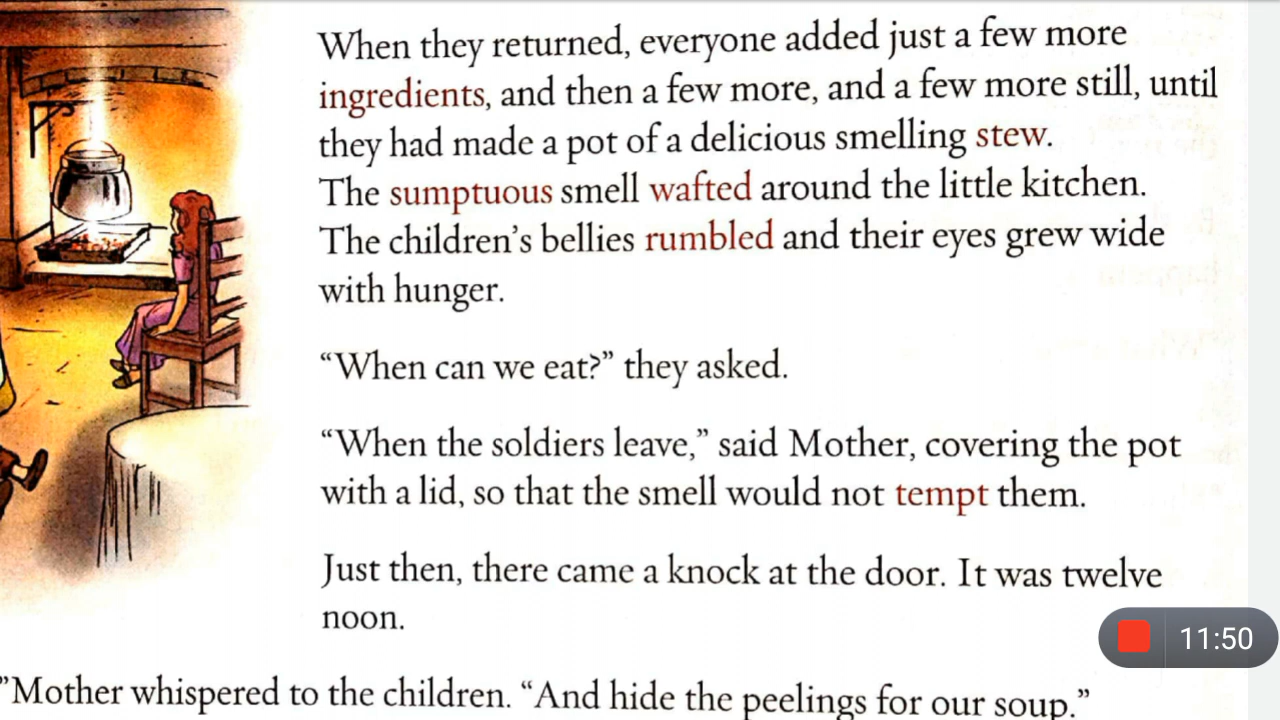 When they returned, everyone added just a few more
ingredients, and then a few more, and a few more still, until
they had made a pot of a delicious smelling stew.
The sumptuous smell wafted around the little kitchen.
The children’s bellies rumbled and their eyes grew wide
with hunger.
“When can we eat?” they asked.
“When the soldiers leave,” said Mother, covering the pot
with a lid, so that the smell would not tempt them.
Just then, there came a knock at the door. It was twelve
noon.
11:50
”Mother whispered to the children. “And hide the peelings for our soup.”